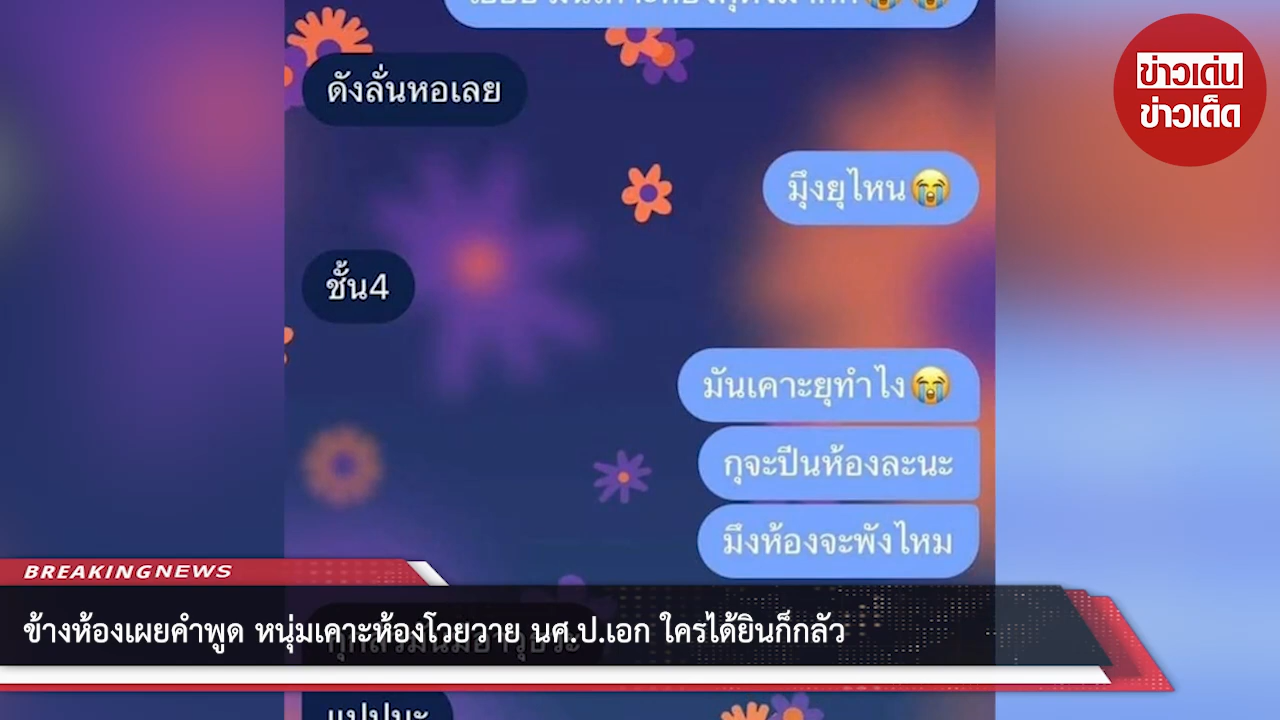 ข่าวเด่น
ข่าวเด็ด
ดังลั่นหอเลย
มุึงยุไหน😭
ชั้น4
มันเคาะยุทำไง😭
กุจะปีนห้องละนะ
มึงห้องจะพังไหม
BREAKINGNEWS
ข้างห้องเผยคำพูด หนุ่มเคาะห้องโวยวาย นศ.ป.เอก ใครได้ยินก็กลัว